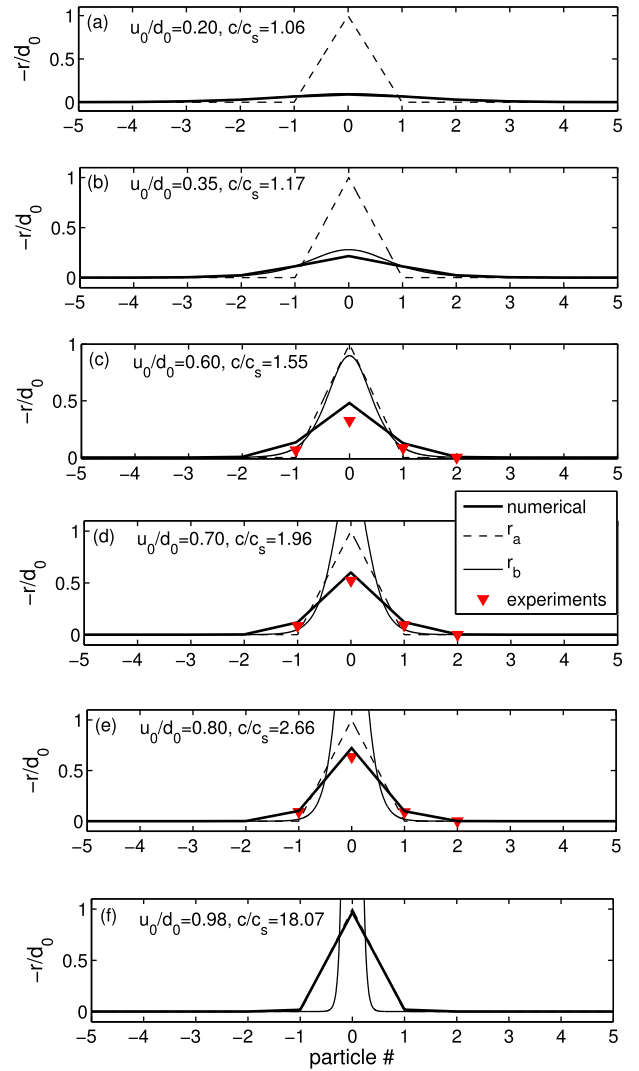 (a) u₀/d₀=0.20, c/cₛ=1.06
−r/d₀
1
0.5
0
−5 −4 −3 −2 −1 0 1 2 3 4 5
(b) u₀/d₀=0.35, c/cₛ=1.17
−r/d₀
1
0.5
0
−5 −4 −3 −2 −1 0 1 2 3 4 5
(c) u₀/d₀=0.60, c/cₛ=1.55
−r/d₀
1
0.5
0
−5 −4 −3 −2 −1 0 1 2 3 4 5
numerical
rₐ
r_b
experiments
(d) u₀/d₀=0.70, c/cₛ=1.96
−r/d₀
1
0.5
0
−5 −4 −3 −2 −1 0 1 2 3 4 5
(e) u₀/d₀=0.80, c/cₛ=2.66
−r/d₀
1
0.5
0
−5 −4 −3 −2 −1 0 1 2 3 4 5
(f) u₀/d₀=0.98, c/cₛ=18.07
−r/d₀
1
0.5
0
−5 −4 −3 −2 −1 0 1 2 3 4 5
particle #